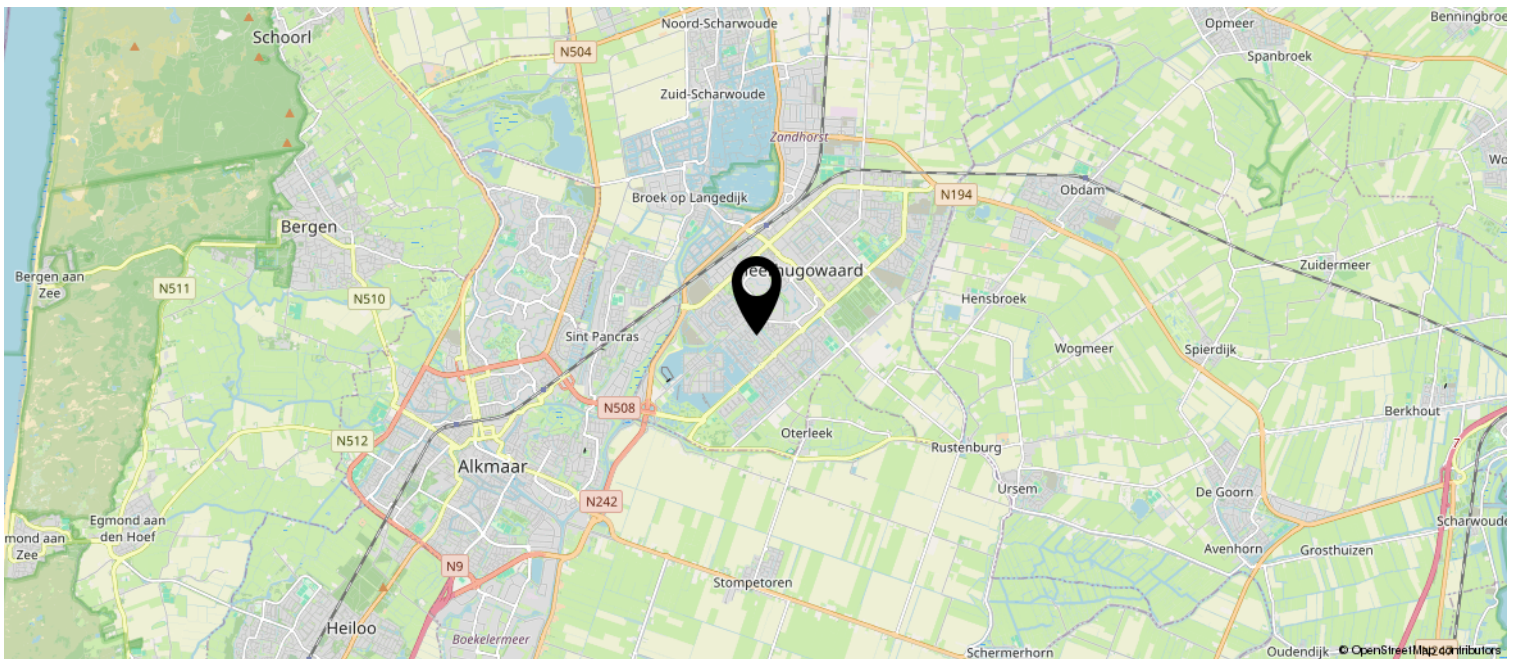 Noord-Scharwoude
Opmeer
Schoorl
N504
Spanbroek
Zuid-Scharwoude
Zandhorst
Obdam
N194
Broek op Langedijk
Bergen
Bergen aan
Zee
Zuidermeer
N511
N510
Hensbroek
Sint Pancras
Wogmeer
Spierdijk
N508
Berkhout
N512
Oterleek
7
Rustenburg
Alkmaar
Ursem
De Goorn
N242
Egmond aan
den Hoef
Zee
Avenhorn
Grosthuizen
N9
Stompetoren
Heiloo
Boekelermeer
Schermerhorn
Oudendijk
© OpenStreetMap contributors